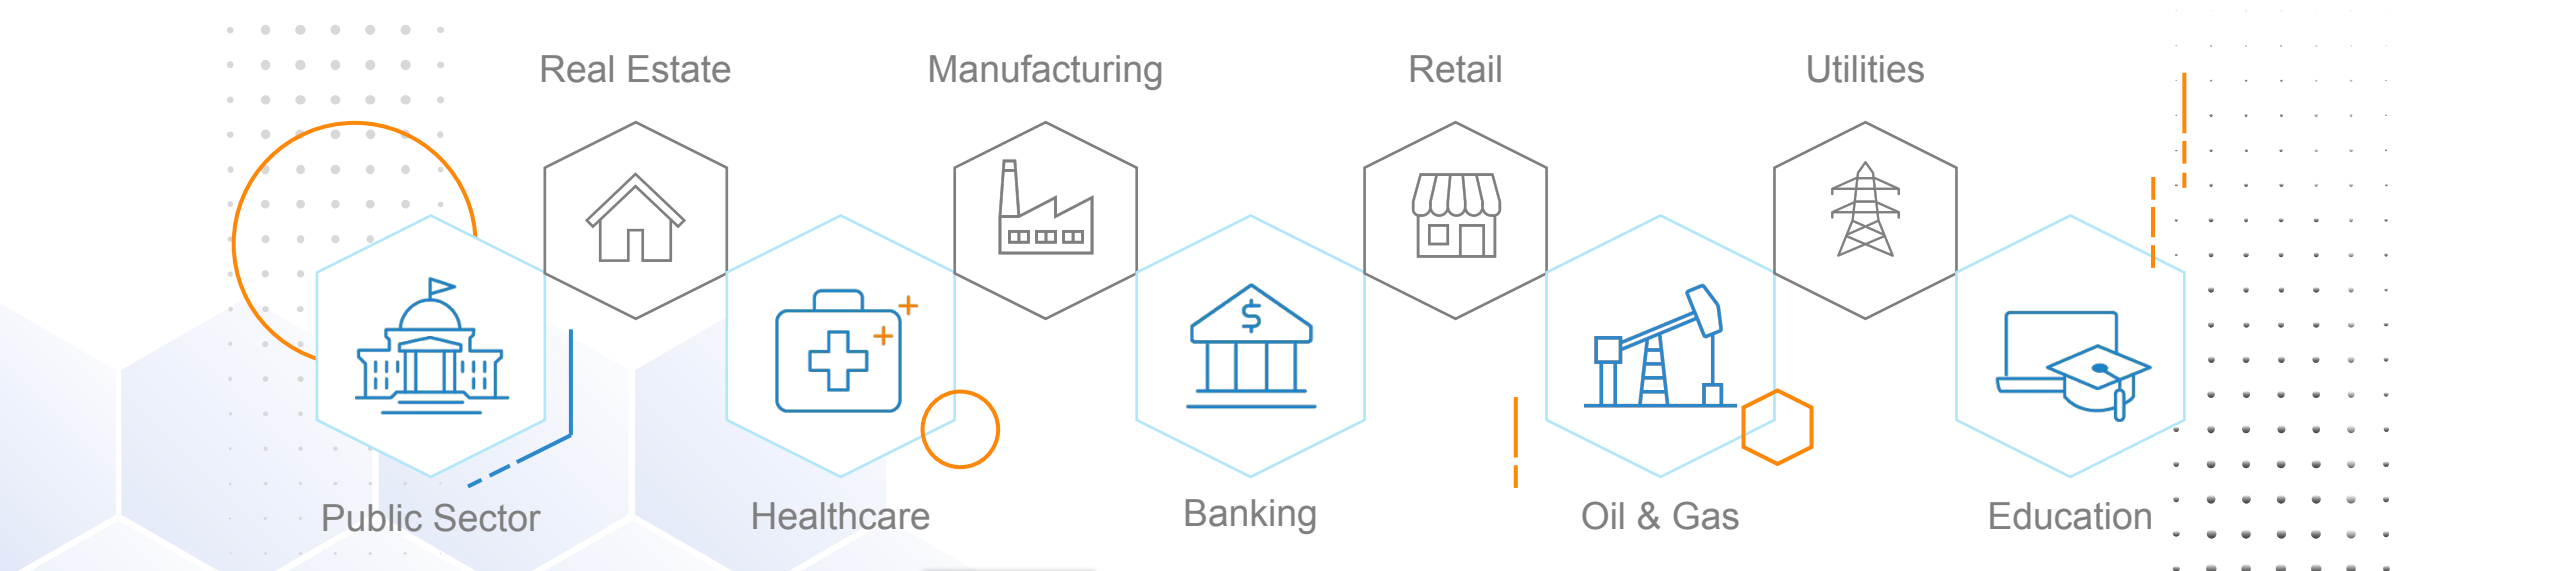 Real Estate
Manufacturing
Retail
Utilities
$
Public Sector
Healthcare
Banking
Oil & Gas
Education